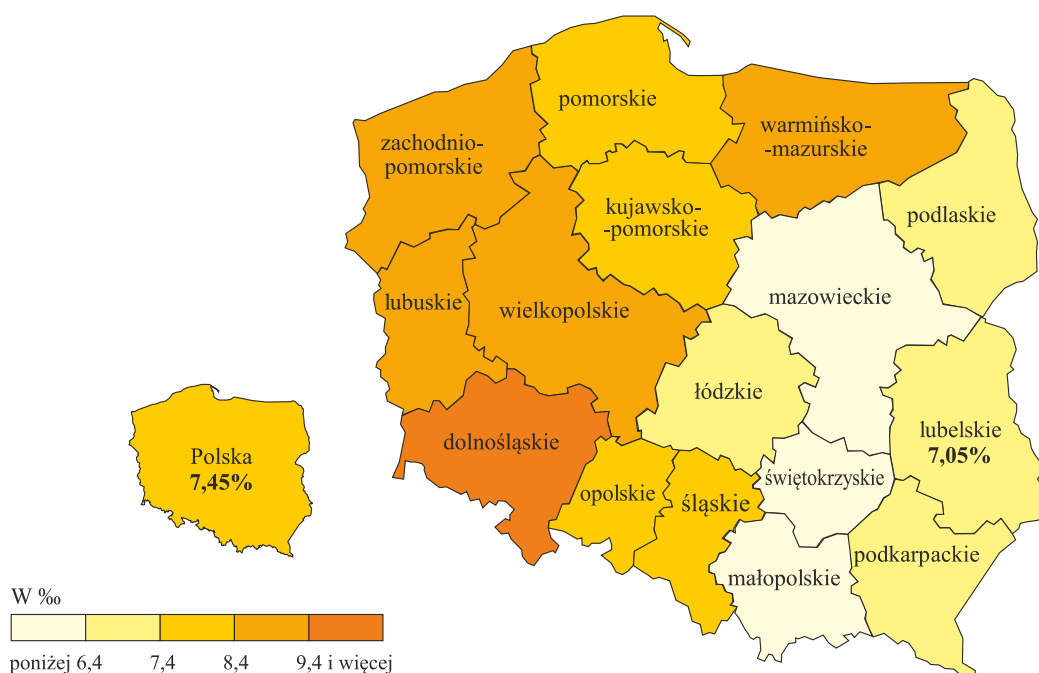 pomorskie
warmińsko-
-mazurskie
zachodnio-
pomorskie
podlaskie
kujawsko-
-pomorskie
mazowieckie
lubuskie
wielkopolskie
łódzkie
lubelskie
7,05%
dolnośląskie
Polska
7,45%
świętokrzyskie
opolskie
śląskie
podkarpackie
małopolskie
W ‰
poniżej 6,4 7,4 8,4 9,4 i więcej